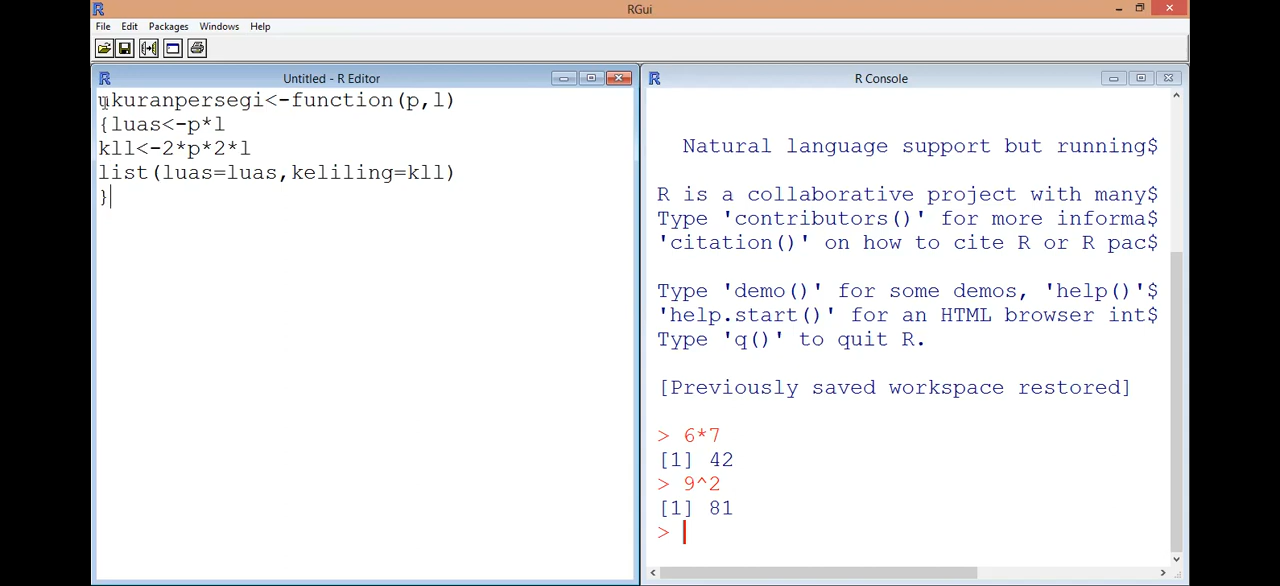 RGui
File Edit Packages Windows Help
Untitled - R Editor
ukuranpersegi<-function(p,l)
{luas<-p*l
kll<-2*p*2*l
list(luas=luas,keliling=kll)
}
R Console
Natural language support but running$
R is a collaborative project with many$
Type 'contributors()' for more informa$
'citation()' on how to cite R or R pac$
Type 'demo()' for some demos, 'help()'$
'help.start()' for an HTML browser int$
Type 'q()' to quit R.
[Previously saved workspace restored]
> 6*7
[1] 42
> 9^2
[1] 81
>